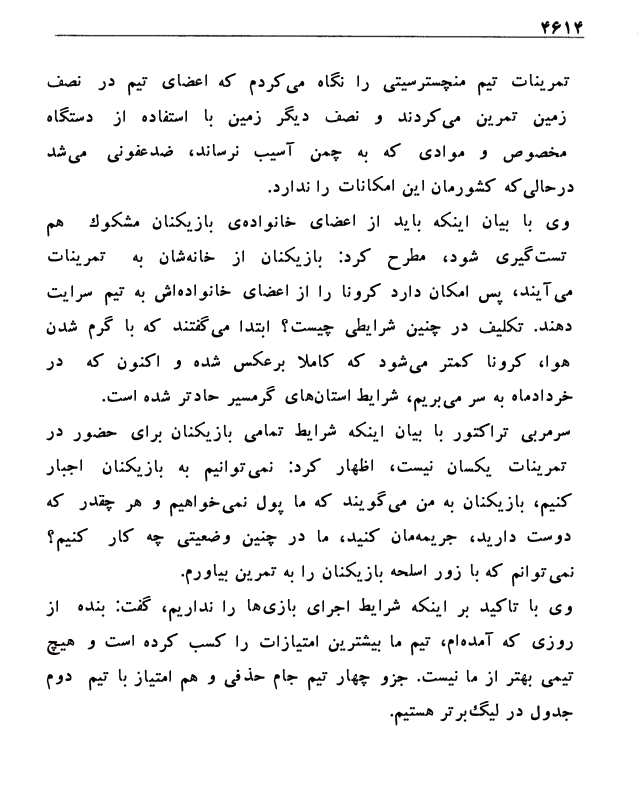 ۴۶۱۴
تمرینات تیم منچسترسیتی را نگاه می‌کردم که اعضای تیم در نصف
زمین تمرین می‌کردند و نصف دیگر زمین با استفاده از دستگاه
مخصوص و موادی که به چمن آسیب نرساند، ضدعفونی می‌شد
درحالی‌که کشورمان این امکانات را ندارد.
وی با بیان اینکه باید از اعضای خانواده‌ی بازیکنان مشکوک هم
تست‌گیری شود، مطرح کرد: بازیکنان از خانه‌شان به تمرینات
می‌آیند، پس امکان دارد کرونا را از اعضای خانواده‌اش به تیم سرایت
دهند. تکلیف در چنین شرایطی چیست؟ ابتدا می‌گفتند که با گرم شدن
هوا، کرونا کمتر می‌شود که کاملا برعکس شده و اکنون که در
خردادماه به سر می‌بریم، شرایط استان‌های گرمسیر حادتر شده است.
سرمربی تراکتور با بیان اینکه شرایط تمامی بازیکنان برای حضور در
تمرینات یکسان نیست، اظهار کرد: نمی‌توانیم به بازیکنان اجبار
کنیم، بازیکنان به من می‌گویند که ما پول نمی‌خواهیم و هر چقدر که
دوست دارید، جریمه‌مان کنید، ما در چنین وضعیتی چه کار کنیم؟
نمی‌توانم که با زور اسلحه بازیکنان را به تمرین بیاورم.
وی با تاکید بر اینکه شرایط اجرای بازی‌ها را نداریم، گفت: بنده از
روزی که آمده‌ام، تیم ما بیشترین امتیازات را کسب کرده است و هیچ
تیمی بهتر از ما نیست. جزو چهار تیم جام حذفی و هم امتیاز با تیم دوم
جدول در لیگ‌برتر هستیم.